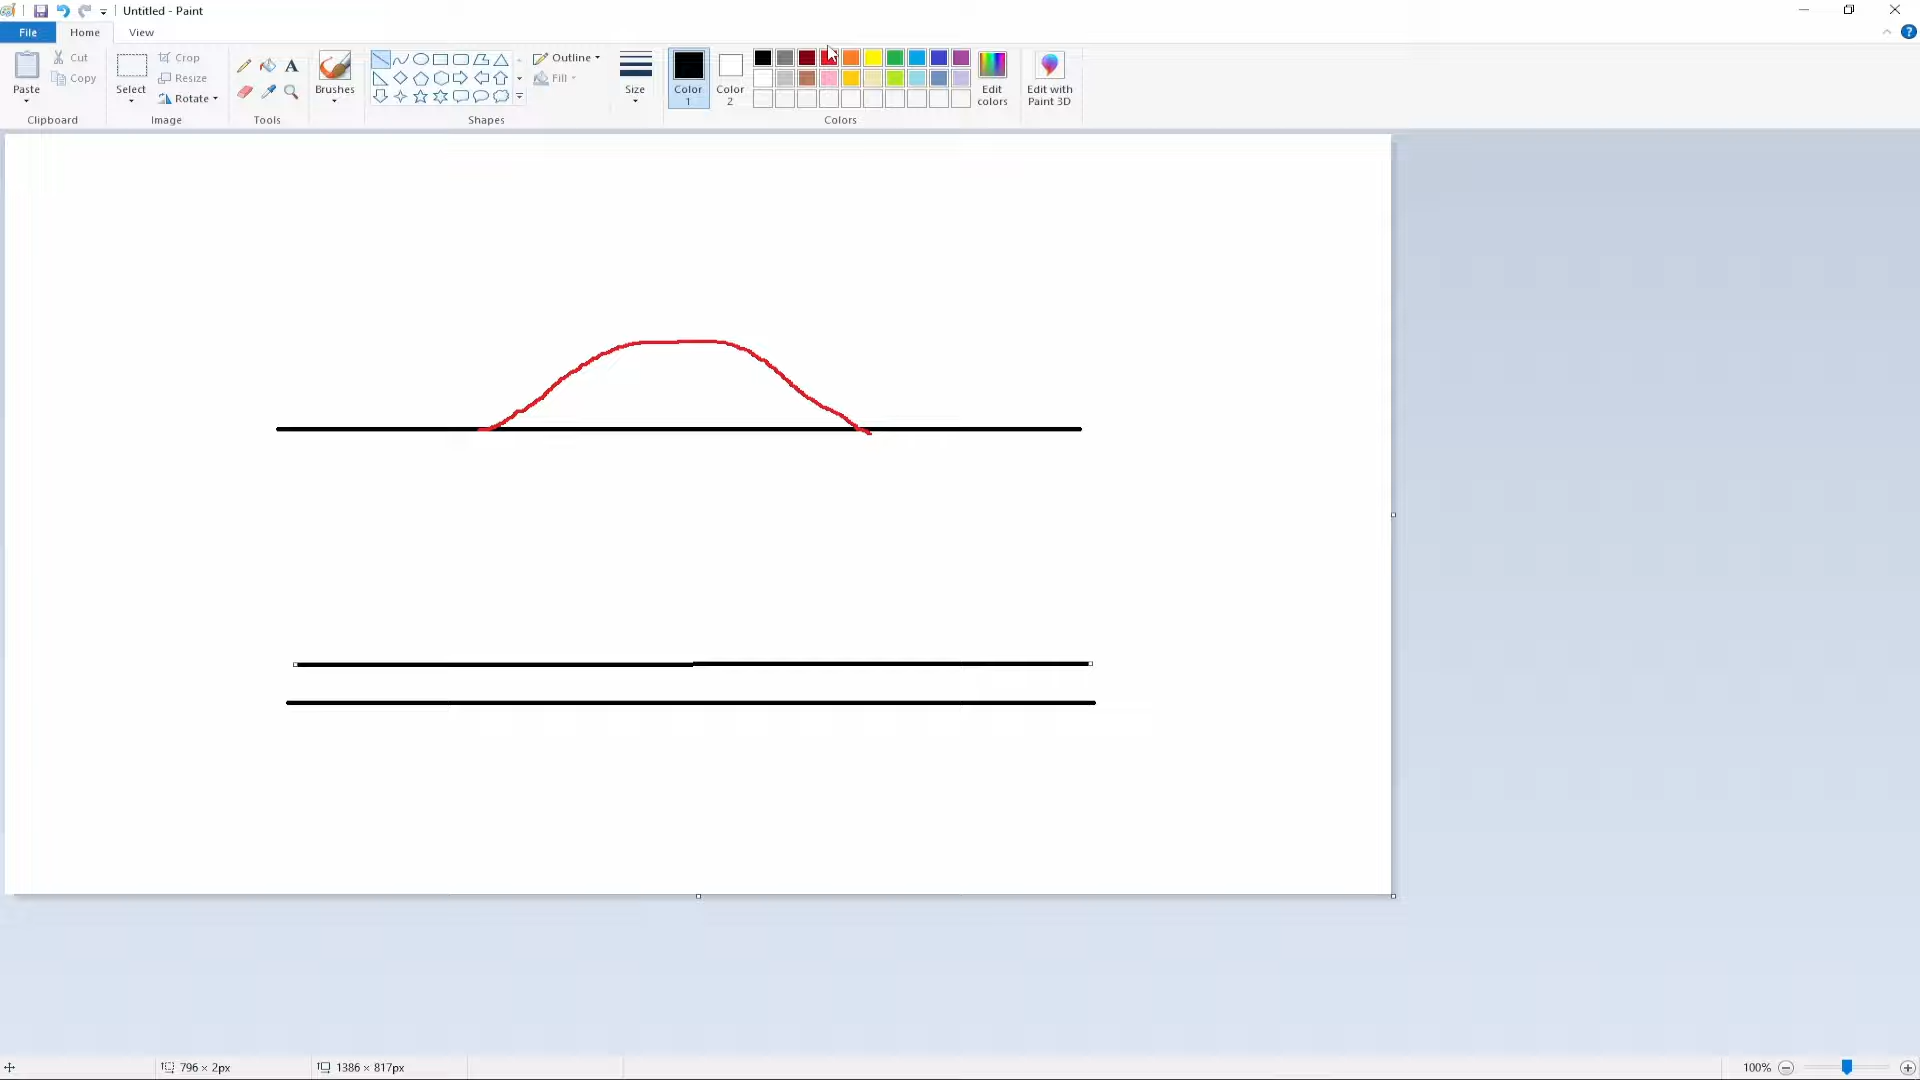 Untitled - Paint
File Home View
Paste
Cut
Copy
Clipboard
Select
Crop
Resize
Rotate
Image
A
Tools
Brushes
Shapes
Outline
Fill
Size
Color 1
Color 2
Colors
Edit colors
Edit with Paint 3D
?
796 × 2px
1386 × 817px
100%